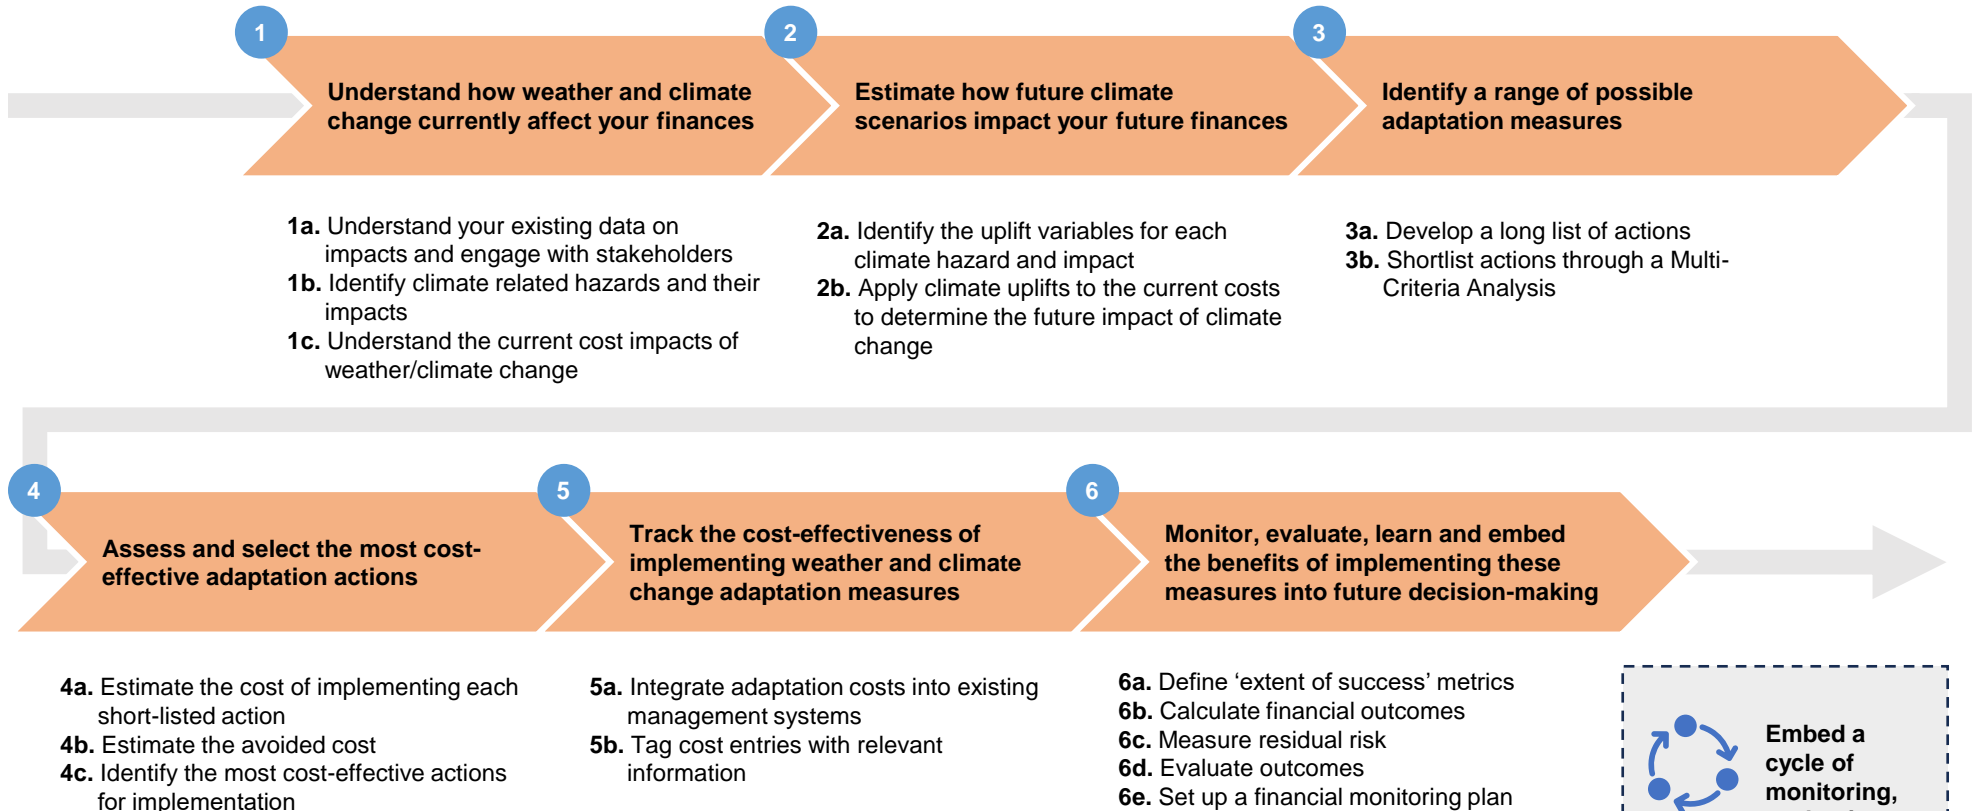 1
2
3
Understand how weather and climate
change currently affect your finances
Estimate how future climate
scenarios impact your future finances
Identify a range of possible
adaptation measures
1a. Understand your existing data on
impacts and engage with stakeholders
1b. Identify climate related hazards and their
impacts
1c. Understand the current cost impacts of
weather/climate change
2a. Identify the uplift variables for each
climate hazard and impact
2b. Apply climate uplifts to the current costs
to determine the future impact of climate
change
3a. Develop a long list of actions
3b. Shortlist actions through a Multi-
Criteria Analysis
4
5
6
Assess and select the most cost-
effective adaptation actions
Track the cost-effectiveness of
implementing weather and climate
change adaptation measures
Monitor, evaluate, learn and embed
the benefits of implementing these
measures into future decision-making
4a. Estimate the cost of implementing each
short-listed action
4b. Estimate the avoided cost
4c. Identify the most cost-effective actions
for implementation
5a. Integrate adaptation costs into existing
management systems
5b. Tag cost entries with relevant
information
6a. Define ‘extent of success’ metrics
6b. Calculate financial outcomes
6c. Measure residual risk
6d. Evaluate outcomes
6e. Set up a financial monitoring plan
Embed a
cycle of
monitoring,